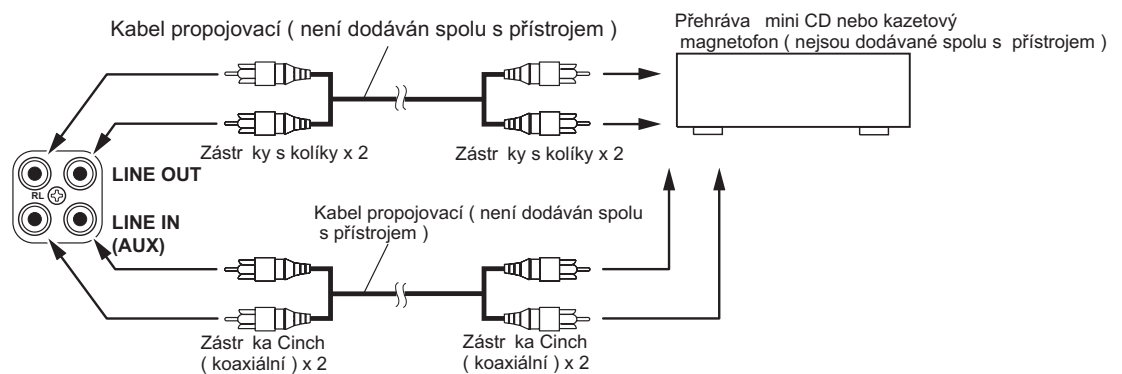 Kabel propojovací ( není dodáván spolu s přístrojem )
Přehráva mini CD nebo kazetový
magnetofon ( nejsou dodávané spolu s přístrojem )
Zástr ky s kolíky x 2
Zástr ky s kolíky x 2
LINE OUT
RL
LINE IN
(AUX)
Kabel propojovací ( není dodáván spolu
s přístrojem )
Zástr ka Cinch
( koaxiální ) x 2
Zástr ka Cinch
( koaxiální ) x 2